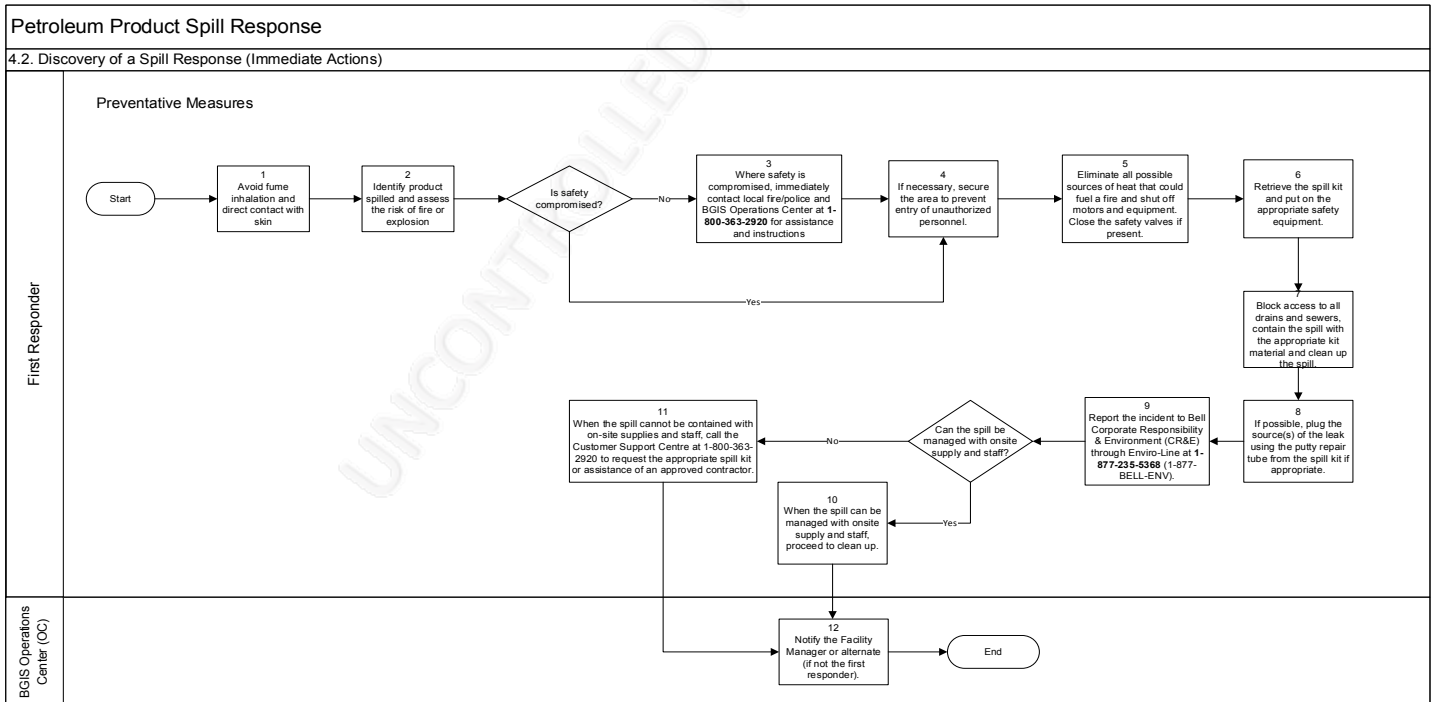 Petroleum Product Spill Response
4.2. Discovery of a Spill Response (Immediate Actions)
First Responder
Preventative Measures
Start
1
Avoid fume
inhalation and
direct contact with
skin
2
Identify product
spilled and assess
the risk of fire or
explosion
Is safety
compromised?
No
Yes
3
Where safety is
compromised, immediately
contact local fire/police and
BGIS Operations Center at 1-
800-363-2920 for assistance
and instructions
4
If necessary, secure
the area to prevent
entry of unauthorized
personnel.
5
Eliminate all possible
sources of heat that could
fuel a fire and shut off
motors and equipment.
Close the safety valves if
present.
6
Retrieve the spill kit
and put on the
appropriate safety
equipment.
7
Block access to all
drains and sewers,
contain the spill with
the appropriate kit
material and clean up
the spill.
8
If possible, plug the
source(s) of the leak
using the putty repair
tube from the spill kit if
appropriate.
9
Report the incident to Bell
Corporate Responsibility
& Environment (CR&E)
through Enviro-Line at 1-
877-235-5368 (1-877-
BELL-ENV).
Can the spill be
managed with onsite
supply and staff?
No
Yes
11
When the spill cannot be contained with
on-site supplies and staff, call the
Customer Support Centre at 1-800-363-
2920 to request the appropriate spill kit
or assistance of an approved contractor.
10
When the spill can be
managed with onsite
supply and staff,
proceed to clean up.
BGIS Operations
Center (OC)
12
Notify the Facility
Manager or alternate
(if not the first
responder).
End
UNCONTROLLED